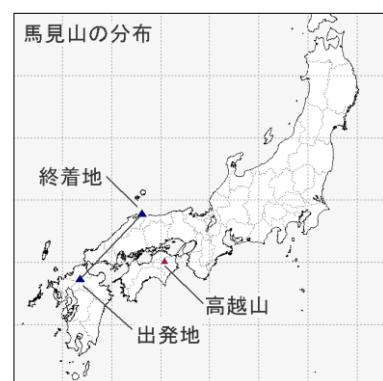 馬見山の分布
終着地
高越山
出発地